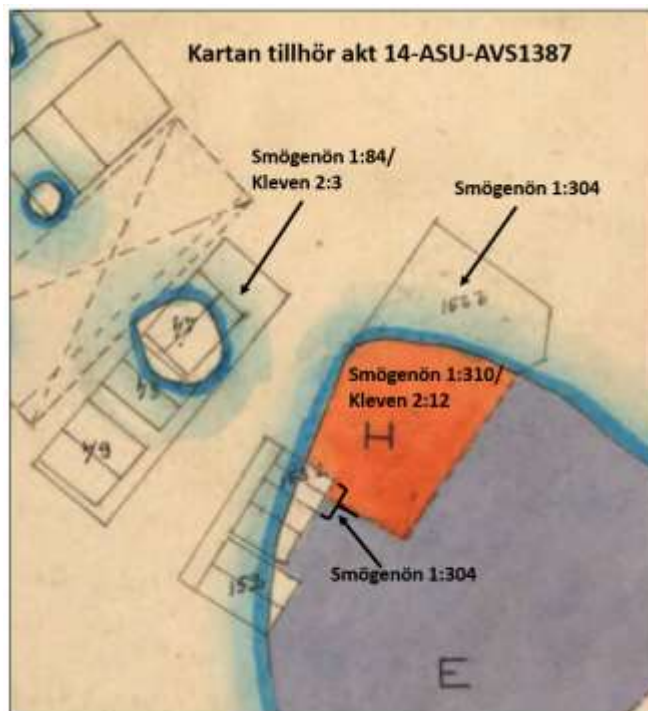 Kartan tillhör akt 14-ASU-AVS1387
Smögenön 1:84/
Kleven 2:3
Smögenön 1:304
1522
Smögenön 1:310/
Kleven 2:12
H
Smögenön 1:304
153
E